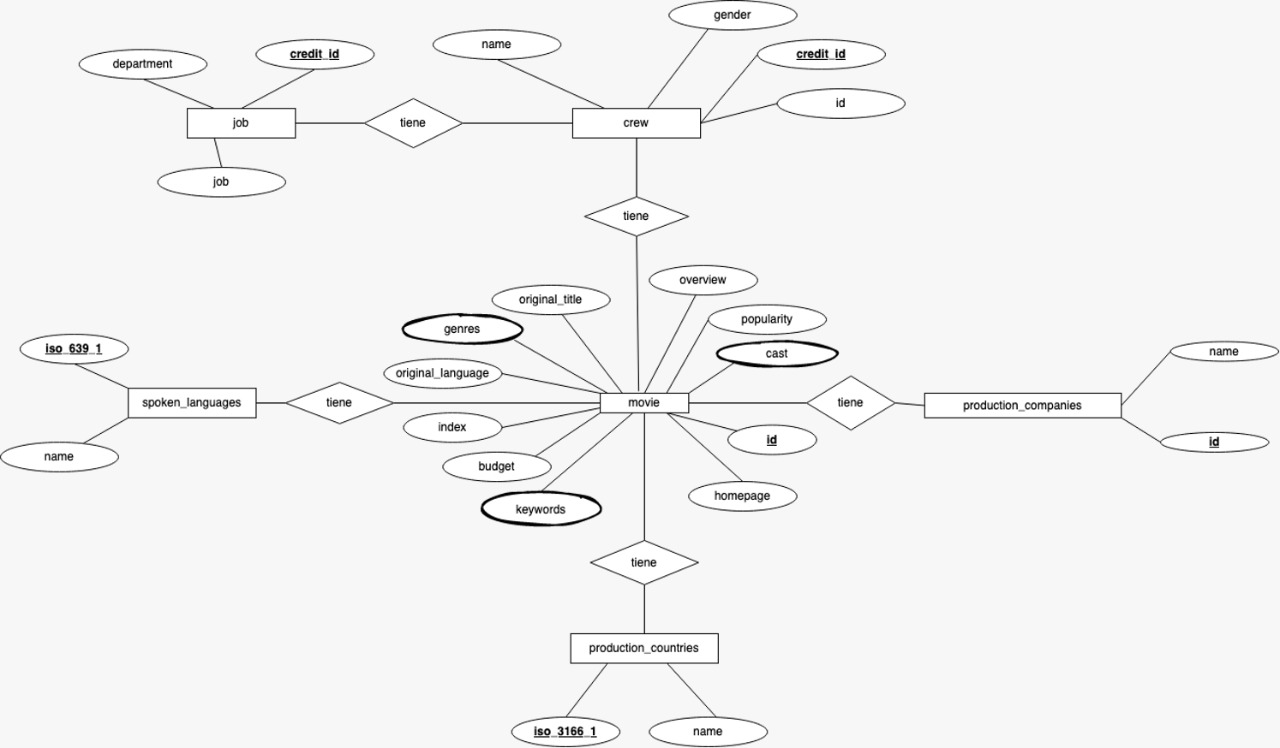 gender
name
credit_id
credit_id
department
id
job
tiene
crew
job
tiene
overview
original_title
popularity
genres
iso_639_1
name
cast
original_language
spoken_languages
tiene
movie
tiene
production_companies
index
id
id
name
budget
homepage
keywords
tiene
production_countries
iso_3166_1
name